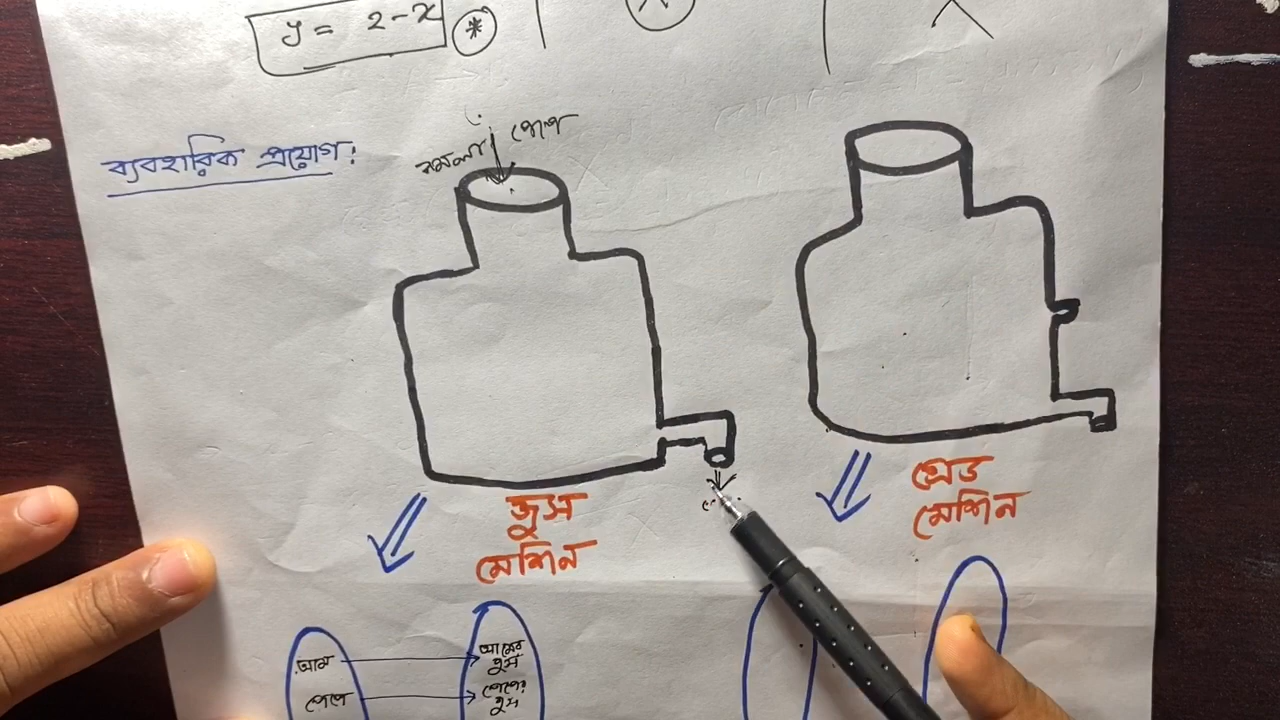 y = 2-x *
ব্যবহারিক প্রয়োগ:
কমলা পেপে
জুস
মেশিন
গ্রেড
মেশিন
আম
আমের
জুস
পেপে
পেপের
জুস